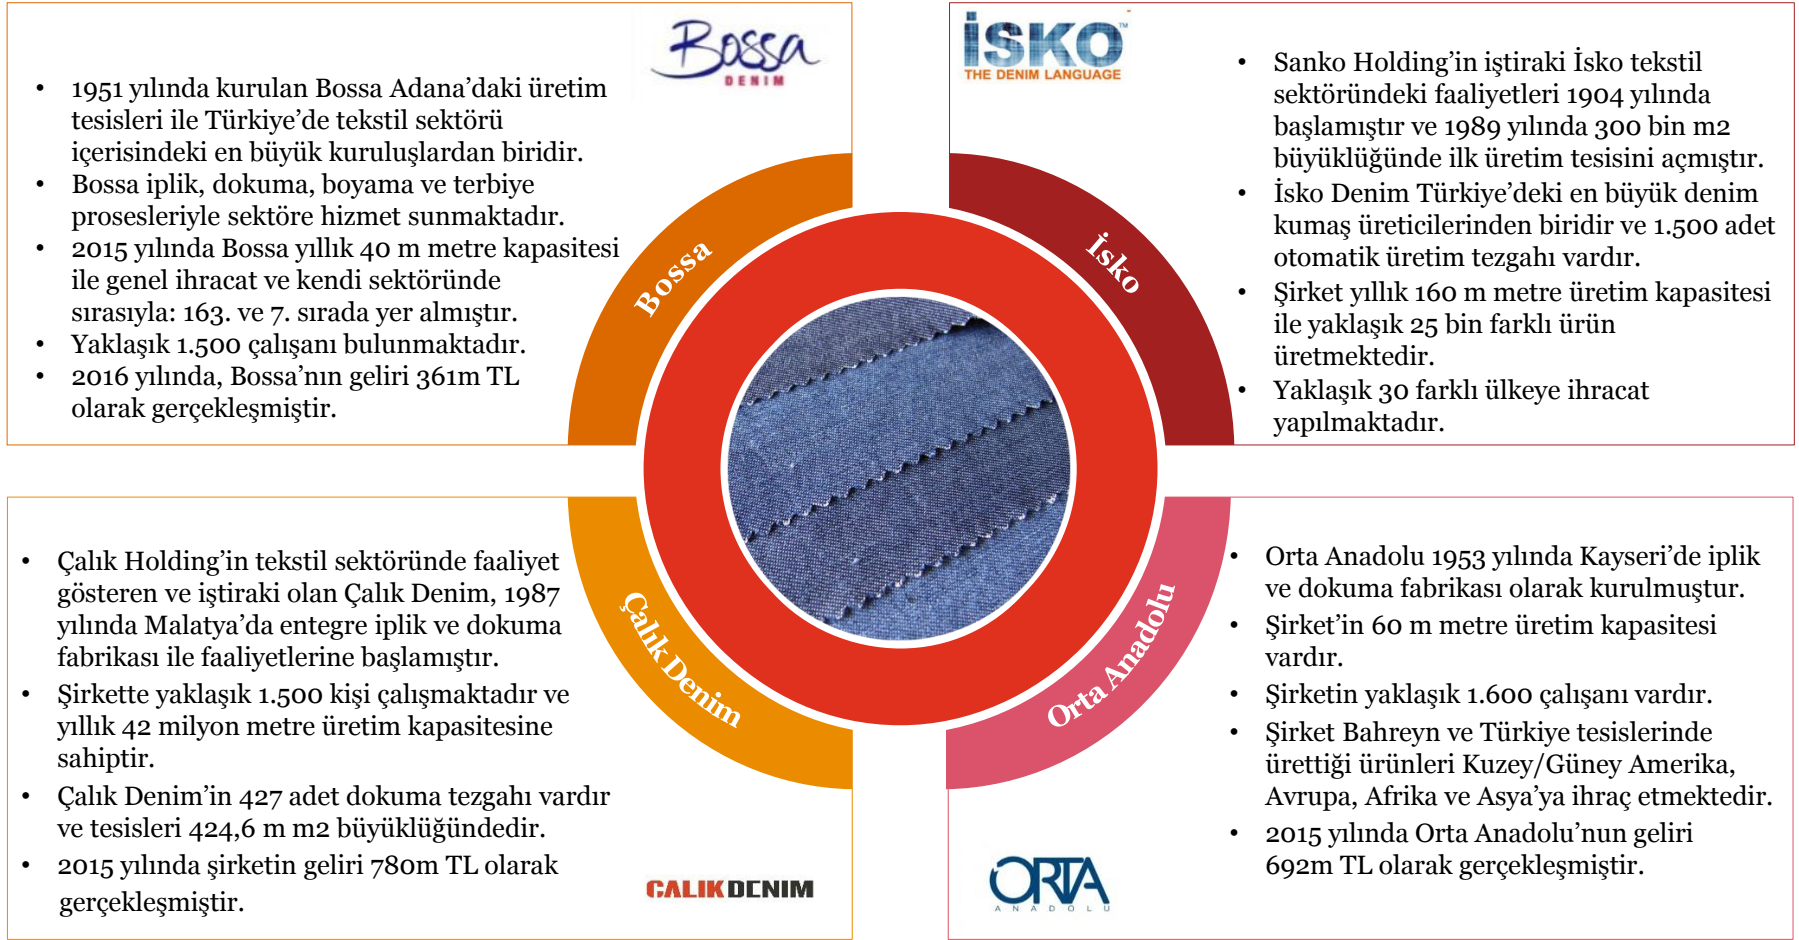 Bossa
DENIM
• 1951 yılında kurulan Bossa Adana’daki üretim
tesisleri ile Türkiye’de tekstil sektörü
içerisindeki en büyük kuruluşlardan biridir.
• Bossa iplik, dokuma, boyama ve terbiye
prosesleriyle sektöre hizmet sunmaktadır.
• 2015 yılında Bossa yıllık 40 m metre kapasitesi
ile genel ihracat ve kendi sektöründe
sırasıyla: 163. ve 7. sırada yer almıştır.
• Yaklaşık 1.500 çalışanı bulunmaktadır.
• 2016 yılında, Bossa’nın geliri 361m TL
olarak gerçekleşmiştir.
Bossa
İSKO™
THE DENIM LANGUAGE
• Sanko Holding’in iştiraki İsko tekstil
sektöründeki faaliyetleri 1904 yılında
başlamıştır ve 1989 yılında 300 bin m2
büyüklüğünde ilk üretim tesisini açmıştır.
• İsko Denim Türkiye’deki en büyük denim
kumaş üreticilerinden biridir ve 1.500 adet
otomatik üretim tezgahı vardır.
• Şirket yıllık 160 m metre üretim kapasitesi
ile yaklaşık 25 bin farklı ürün
üretmektedir.
• Yaklaşık 30 farklı ülkeye ihracat
yapılmaktadır.
İsko
• Çalık Holding’in tekstil sektöründe faaliyet
gösteren ve iştiraki olan Çalık Denim, 1987
yılında Malatya’da entegre iplik ve dokuma
fabrikası ile faaliyetlerine başlamıştır.
• Şirkette yaklaşık 1.500 kişi çalışmaktadır ve
yıllık 42 milyon metre üretim kapasitesine
sahiptir.
• Çalık Denim’in 427 adet dokuma tezgahı vardır
ve tesisleri 424,6 m m2 büyüklüğündedir.
• 2015 yılında şirketin geliri 780m TL olarak
gerçekleşmiştir.
Çalık Denim
CALIKDENIM
• Orta Anadolu 1953 yılında Kayseri’de iplik
ve dokuma fabrikası olarak kurulmuştur.
• Şirket’in 60 m metre üretim kapasitesi
vardır.
• Şirketin yaklaşık 1.600 çalışanı vardır.
• Şirket Bahreyn ve Türkiye tesislerinde
ürettiği ürünleri Kuzey/Güney Amerika,
Avrupa, Afrika ve Asya’ya ihraç etmektedir.
• 2015 yılında Orta Anadolu’nun geliri
692m TL olarak gerçekleşmiştir.
Orta Anadolu
ORTA
ANADOLU